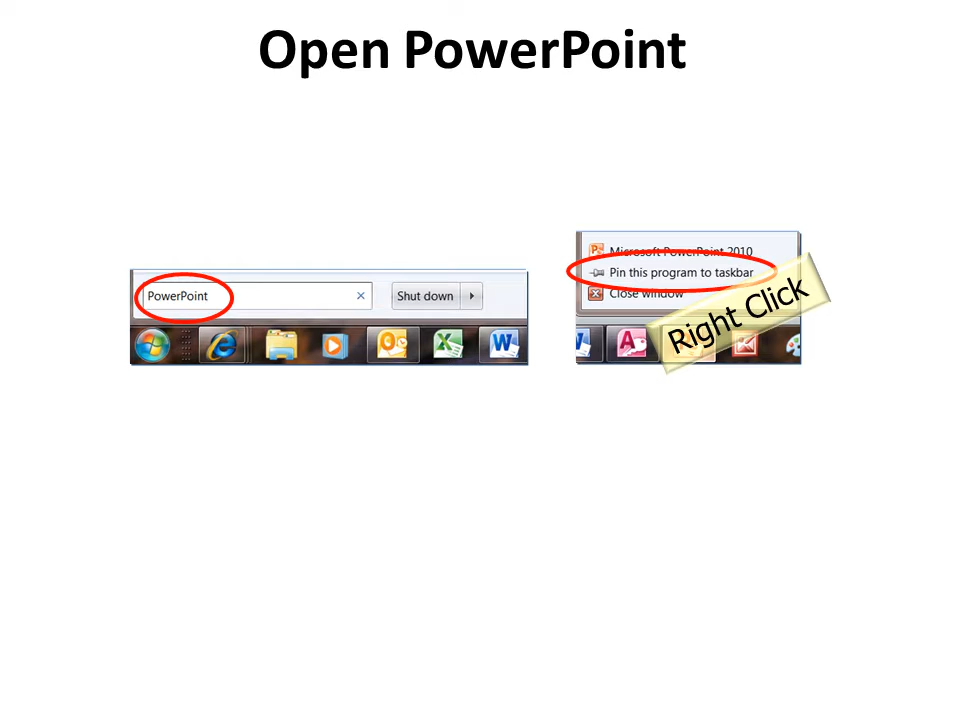 Open PowerPoint
PowerPoint
Shut down
Microsoft PowerPoint 2010
Pin this program to taskbar
Close window
Right Click